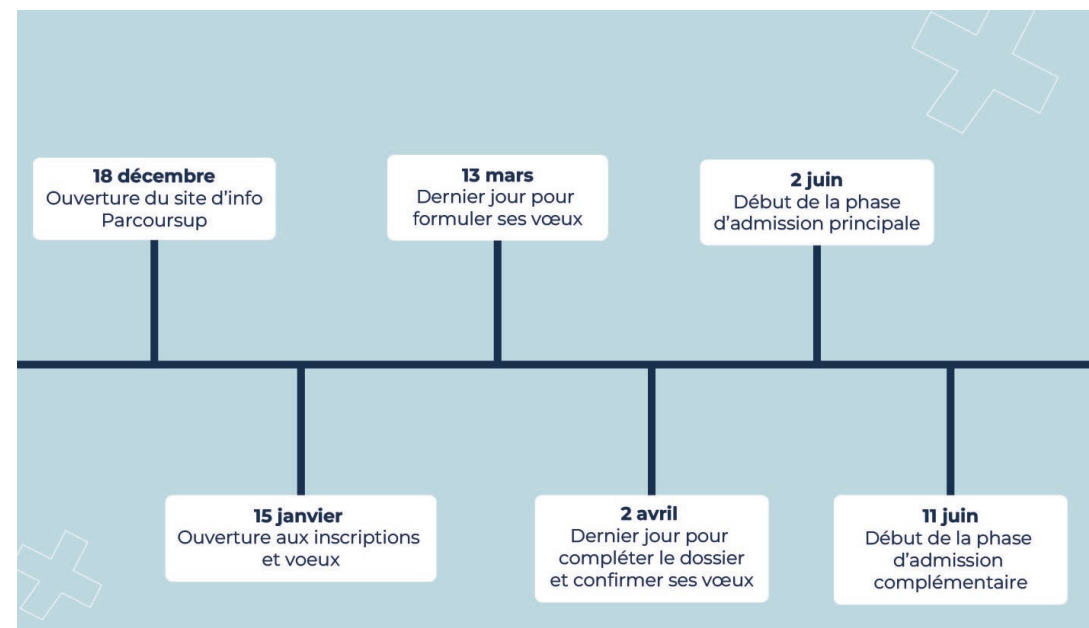 18 décembre
Ouverture du site d'info
Parcoursup
15 janvier
Ouverture aux inscriptions
et voeux
13 mars
Dernier jour pour
formuler ses vœux
2 avril
Dernier jour pour
compléter le dossier
et confirmer ses vœux
2 juin
Début de la phase
d'admission principale
11 juin
Début de la phase
d'admission
complémentaire